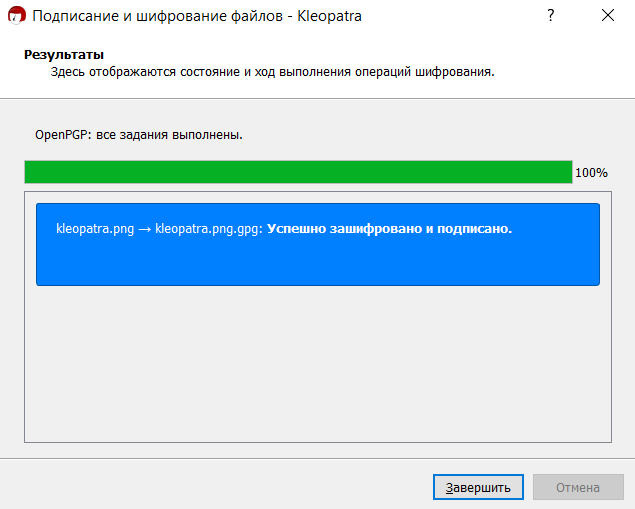 Подписание и шифрование файлов - Kleopatra
Результаты
Здесь отображаются состояние и ход выполнения операций шифрования.
OpenPGP: все задания выполнены.
100%
kleopatra.png → kleopatra.png.gpg: Успешно зашифровано и подписано.
Завершить Отмена